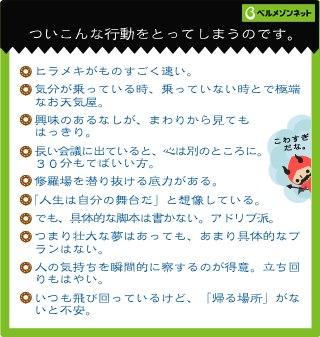 ベルメゾンネット
ついこんな行動をとってしまうのです。
ヒラメキがものすごく速い。
気分が乗っている時、乗っていない時とで極端
なお天気屋。
興味のあるなしが、まわりから見ても
はっきり。
長い会議に出ていると、心は別のところに。
３０分もてばいい方。
こわすぎ
だな。
修羅場を潜り抜ける底力がある。
「人生は自分の舞台だ」と想像している。
でも、具体的な脚本は書かない。アドリブ派。
つまり壮大な夢はあっても、あまり具体的なプ
ランはない。
人の気持ちを瞬間的に察するのが得意。立ち回
りもはやい。
いつも飛び回っているけど、「帰る場所」がな
いと不安。